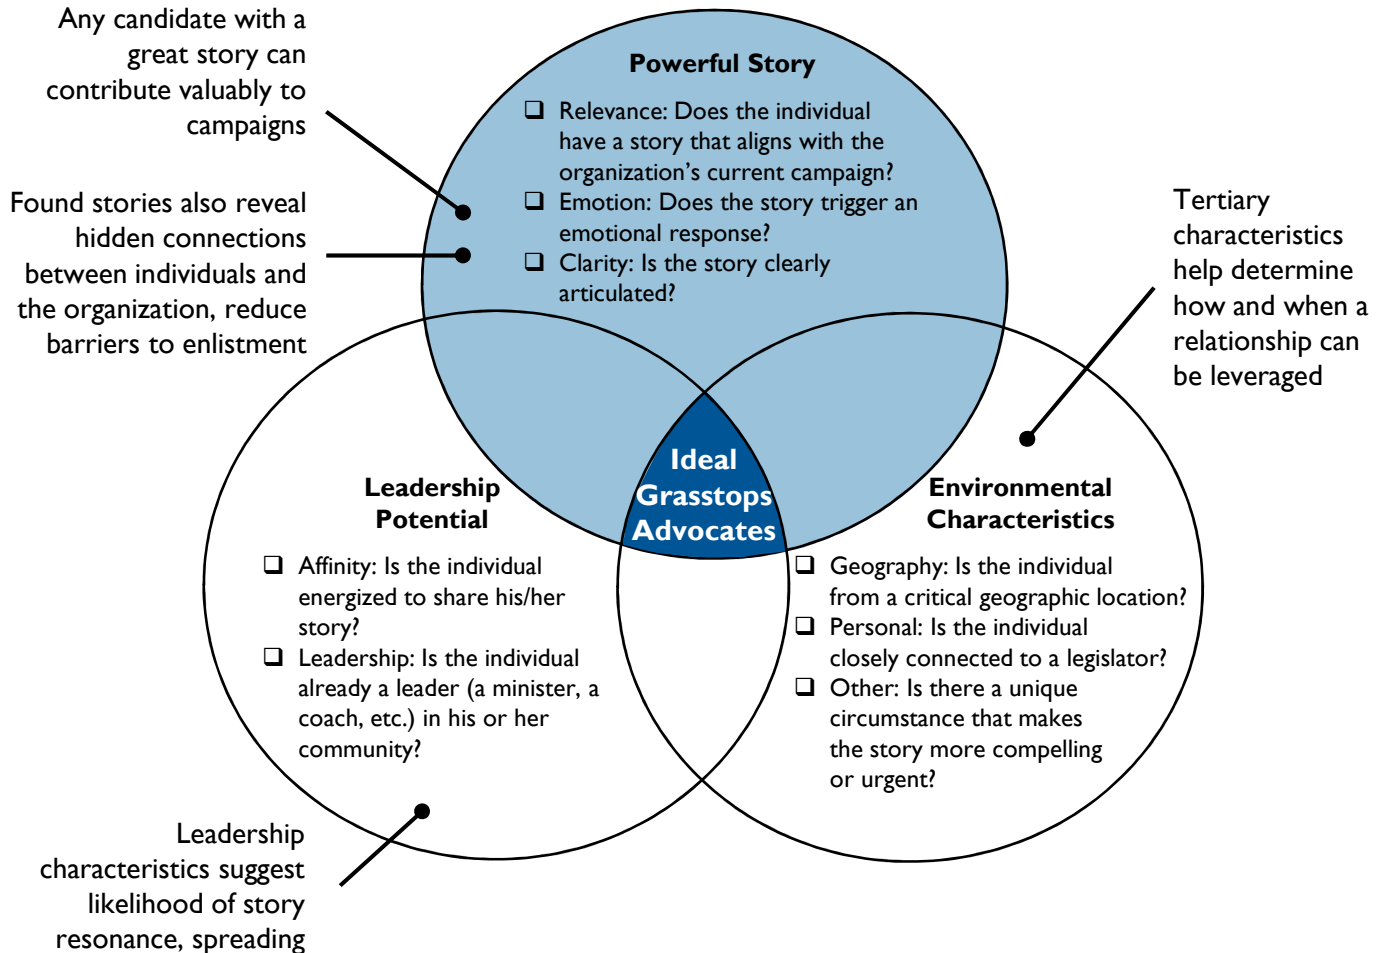 Any candidate with a
great story can
contribute valuably to
campaigns
Found stories also reveal
hidden connections
between individuals and
the organization, reduce
barriers to enlistment
Powerful Story
❑ Relevance: Does the individual
have a story that aligns with the
organization’s current campaign?
❑ Emotion: Does the story trigger an
emotional response?
❑ Clarity: Is the story clearly
articulated?
Tertiary
characteristics
help determine
how and when a
relationship can
be leveraged
Ideal
Grasstops
Advocates
Leadership
Potential
❑ Affinity: Is the individual
energized to share his/her
story?
❑ Leadership: Is the individual
already a leader (a minister, a
coach, etc.) in his or her
community?
Environmental
Characteristics
❑ Geography: Is the individual
from a critical geographic location?
❑ Personal: Is the individual
closely connected to a legislator?
❑ Other: Is there a unique
circumstance that makes
the story more compelling
or urgent?
Leadership
characteristics suggest
likelihood of story
resonance, spreading